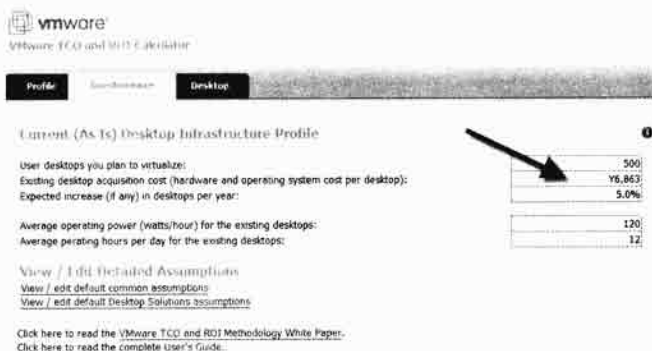 vmware
VMware TCO and ROI Calculator
Profile
Questionnaire
Desktop
Current (As Is) Desktop Infrastructure Profile
User desktops you plan to virtualize: 500
Existing desktop acquisition cost (hardware and operating system cost per desktop): Y6,863
Expected increase (if any) in desktops per year: 5.0%
Average operating power (watts/hour) for the existing desktops: 120
Average perating hours per day for the existing desktops: 12
View / Edit Detailed Assumptions
View / edit default common assumptions
View / edit default Desktop Solutions assumptions
Click here to read the VMware TCO and ROI Methodology White Paper.
Click here to read the complete User's Guide.